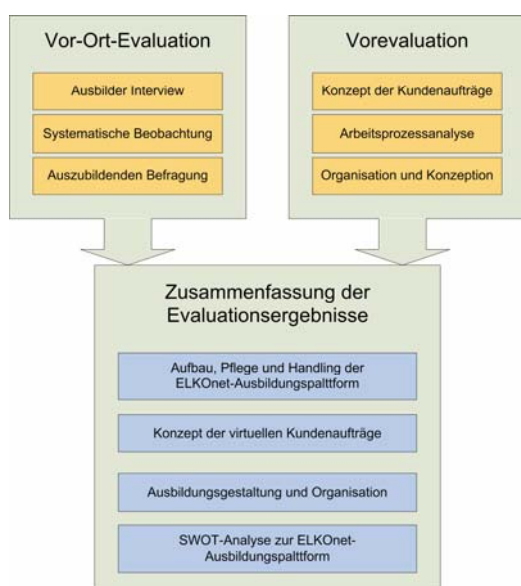 Vor-Ort-Evaluation
Ausbilder Interview
Systematische Beobachtung
Auszubildenden Befragung
Vorevaluation
Konzept der Kundenaufträge
Arbeitsprozessanalyse
Organisation und Konzeption
Zusammenfassung der
Evaluationsergebnisse
Aufbau, Pflege und Handling der
ELKOnet-Ausbildungspalttform
Konzept der virtuellen Kundenaufträge
Ausbildungsgestaltung und Organisation
SWOT-Analyse zur ELKOnet-
Ausbildungspalttform